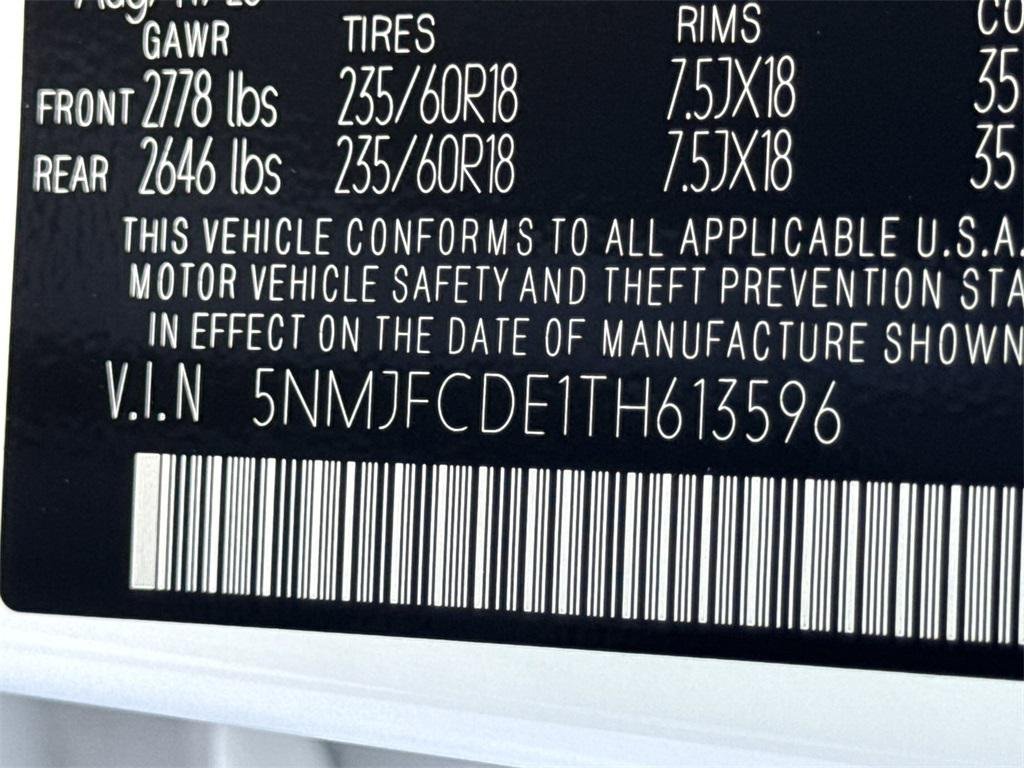 GAWR TIRES RIMS
FRONT 2778 lbs 235/60R18 7.5JX18 35
REAR 2646 lbs 235/60R18 7.5JX18 35
THIS VEHICLE CONFORMS TO ALL APPLICABLE U.S.A.
MOTOR VEHICLE SAFETY AND THEFT PREVENTION STA
IN EFFECT ON THE DATE OF MANUFACTURE SHOWN
V.I.N 5NMJFCDE1TH613596